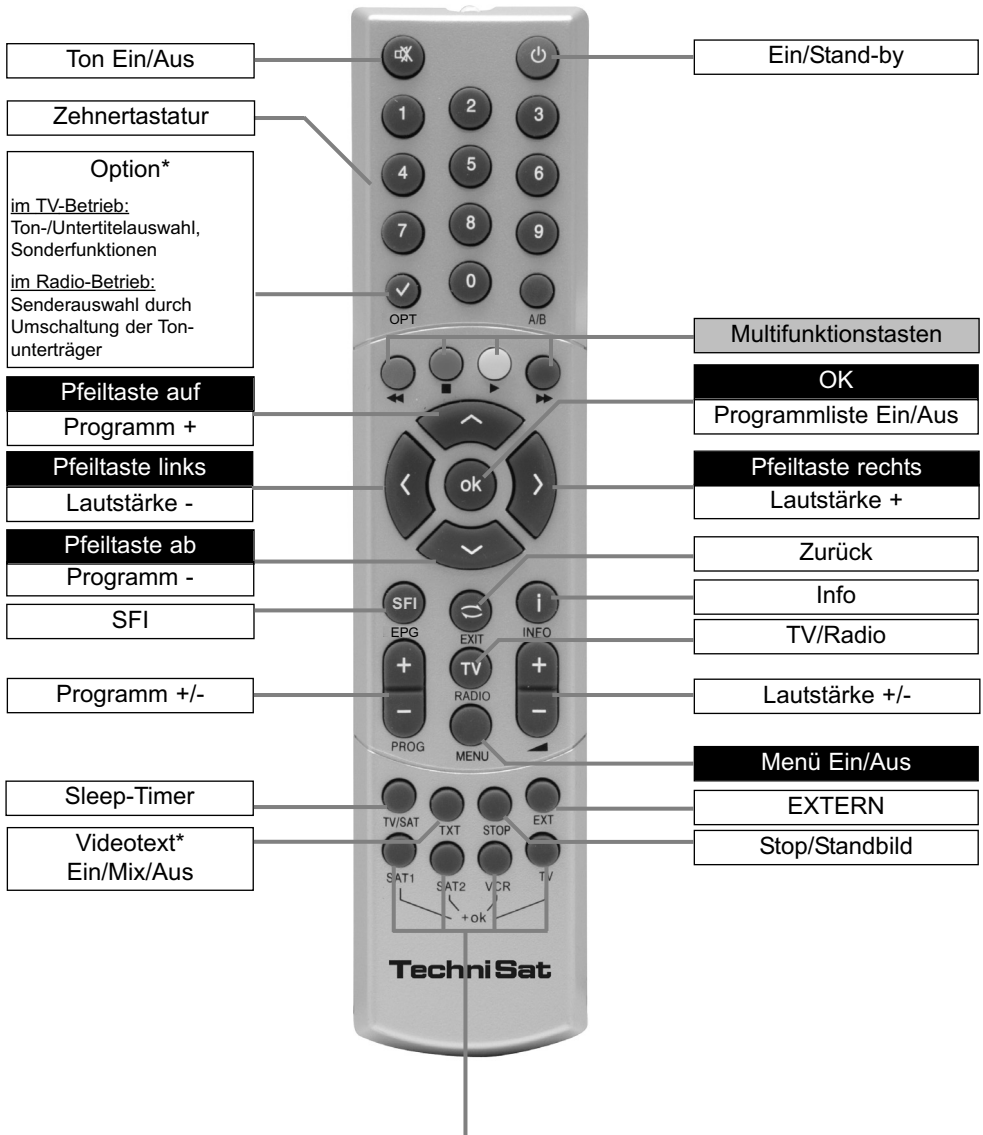 Ton Ein/Aus
Ein/Stand-by
Zehnertastatur
1
2
3
4
5
6
7
8
9
0
OPT
A/B
Option*
im TV-Betrieb:
Ton-/Untertitelauswahl,
Sonderfunktionen
im Radio-Betrieb:
Senderauswahl durch
Umschaltung der Ton-
unterträger
Multifunktionstasten
Pfeiltaste auf
Programm +
OK
Programmliste Ein/Aus
Pfeiltaste links
Lautstärke -
ok
Pfeiltaste rechts
Lautstärke +
Pfeiltaste ab
Programm -
Zurück
SFI
SFI
i
Info
EPG
EXIT
INFO
TV/Radio
+
TV
+
RADIO
Programm +/-
Lautstärke +/-
-
-
PROG
MENU
Menü Ein/Aus
Sleep-Timer
EXTERN
TV/SAT
TXT
STOP
EXT
Videotext*
Ein/Mix/Aus
Stop/Standbild
SAT1
SAT2
VCR
TV
+ok
TechniSat